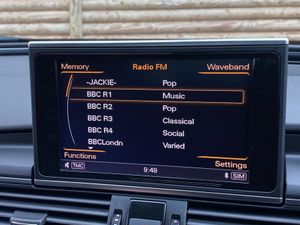 Memory Radio FM Waveband
-JACKIE- Pop
BBC R1 Music
BBC R2 Pop
BBC R3 Classical
BBC R4 Social
BBCLondn Varied
Functions Settings
TMC 9:49 SIM